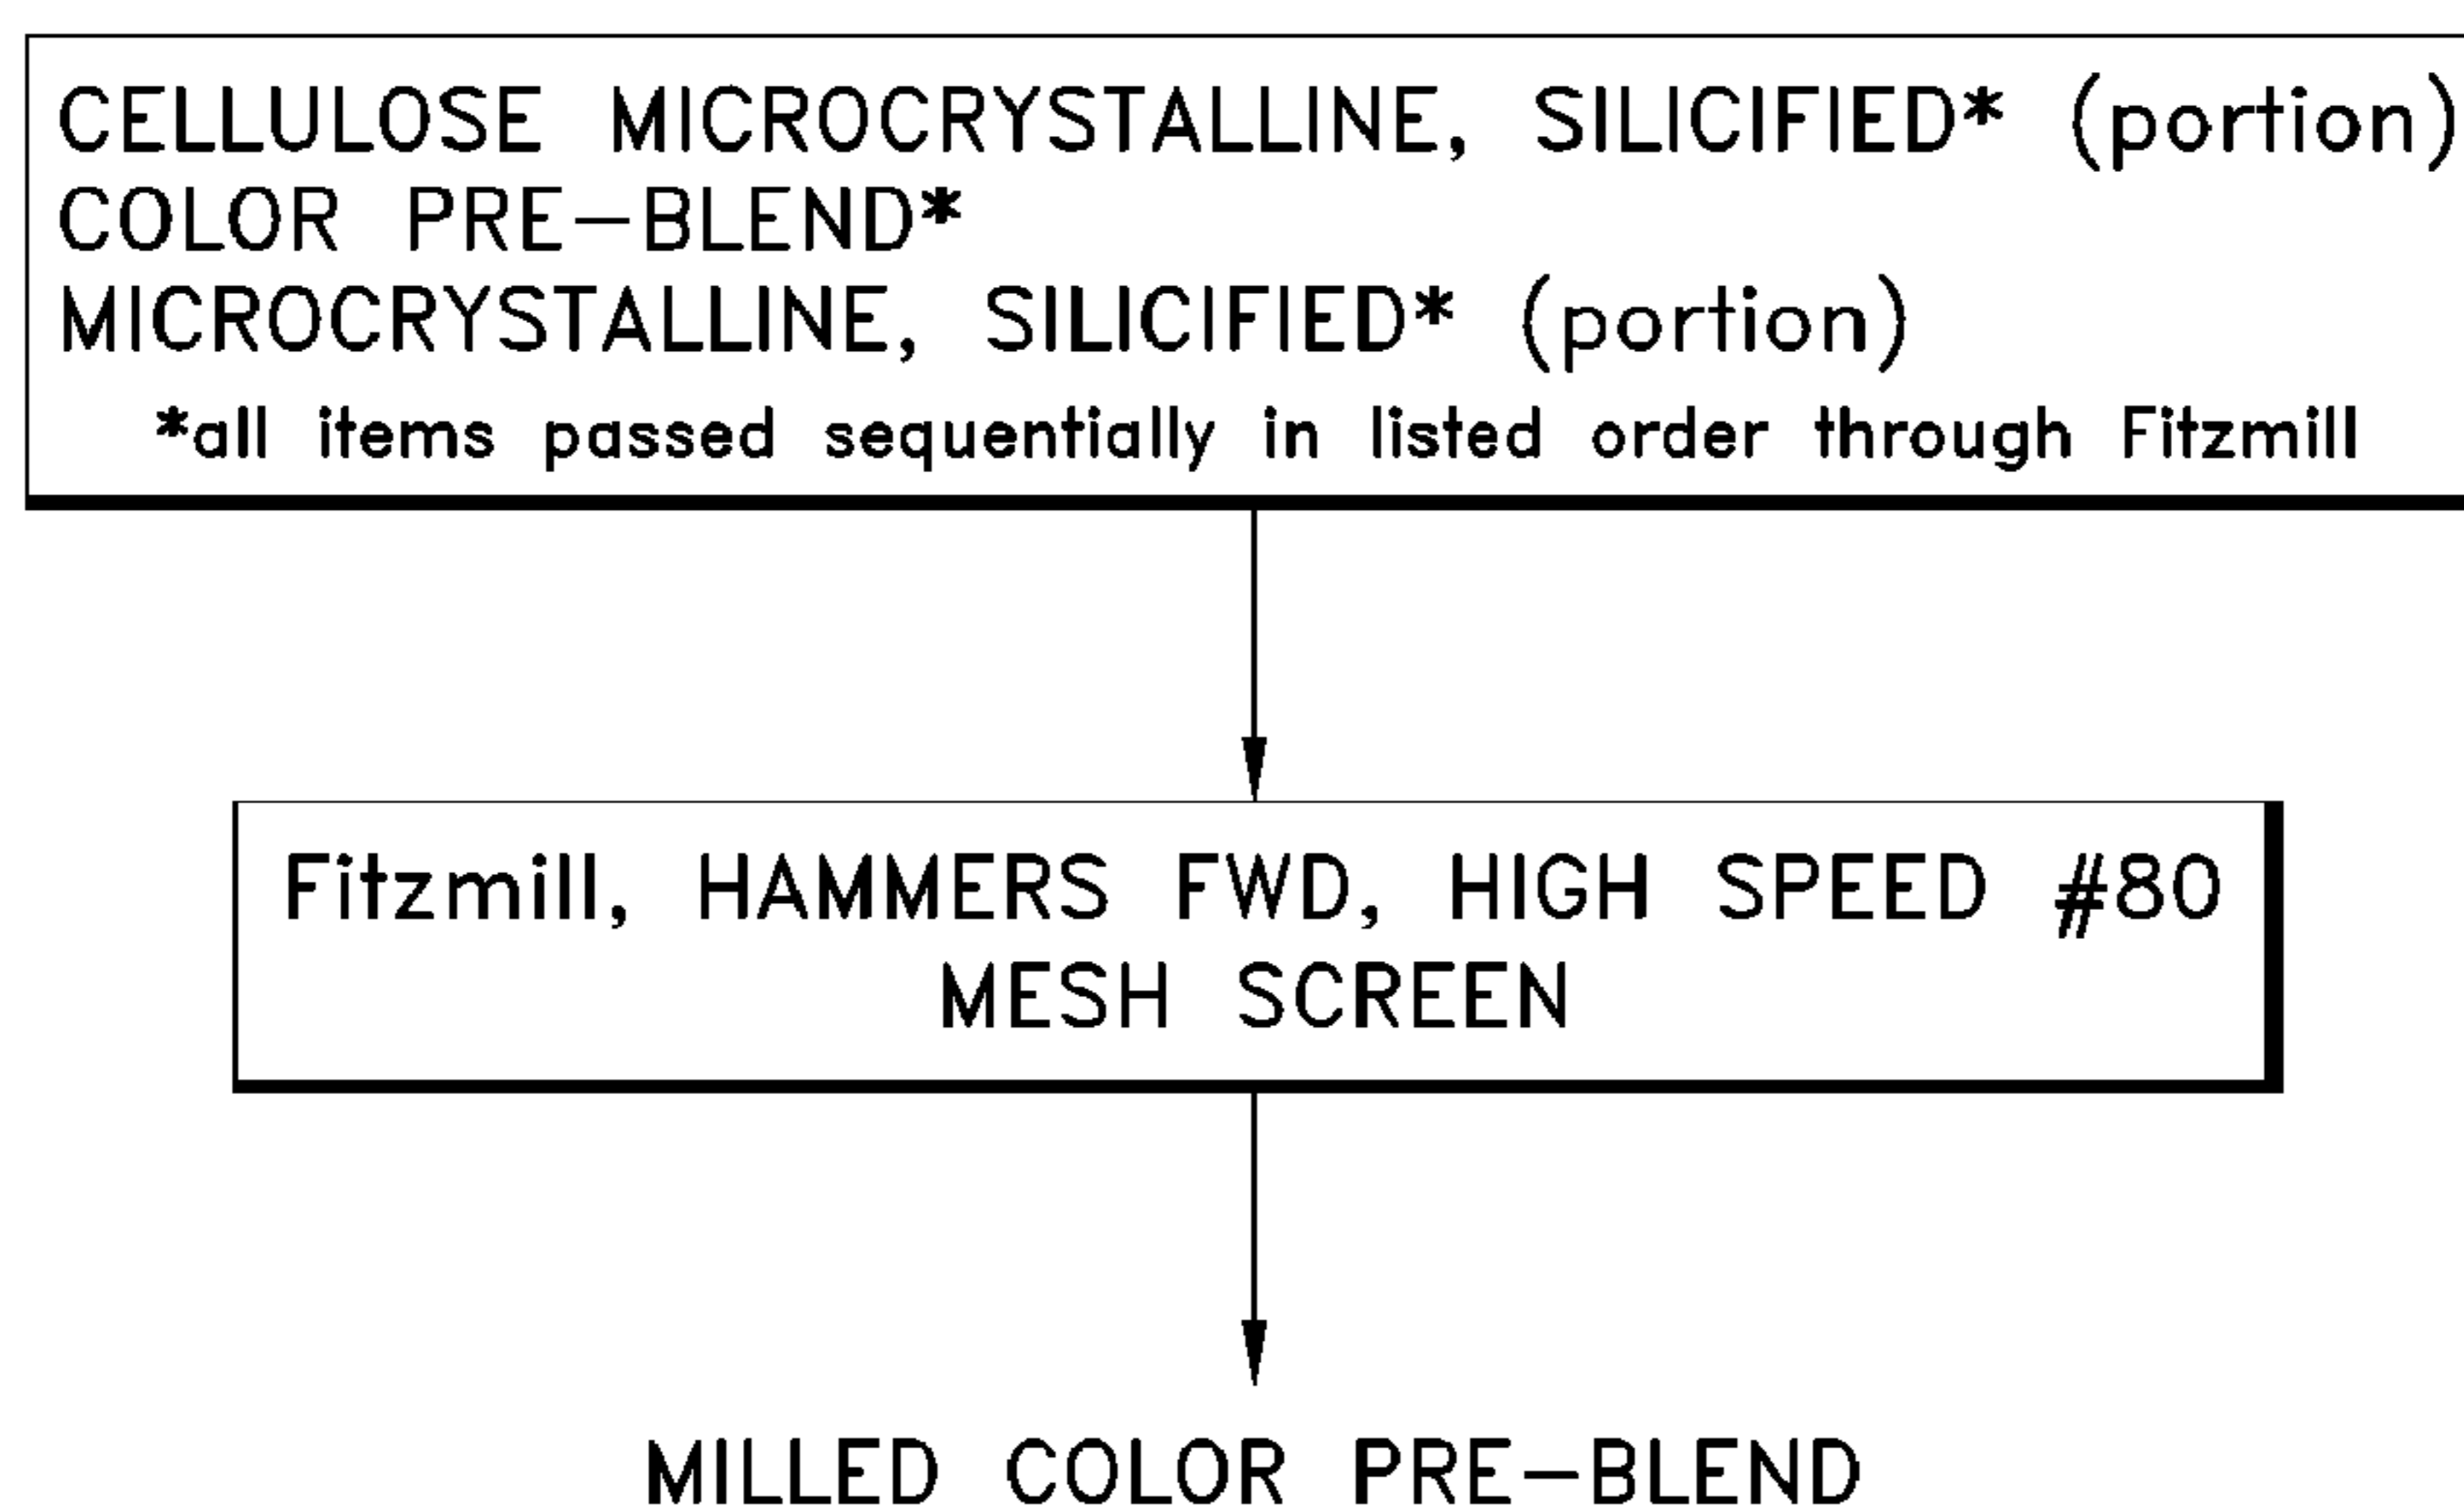 CELLULOSE MICROCRYSTALLINE, SILICIFIED* (portion)
COLOR PRE-BLEND*
MICROCRYSTALLINE, SILICIFIED* (portion)
*all items passed sequentially in listed order through Fitzmill
Fitzmill, HAMMERS FWD, HIGH SPEED #80
MESH SCREEN
MILLED COLOR PRE-BLEND